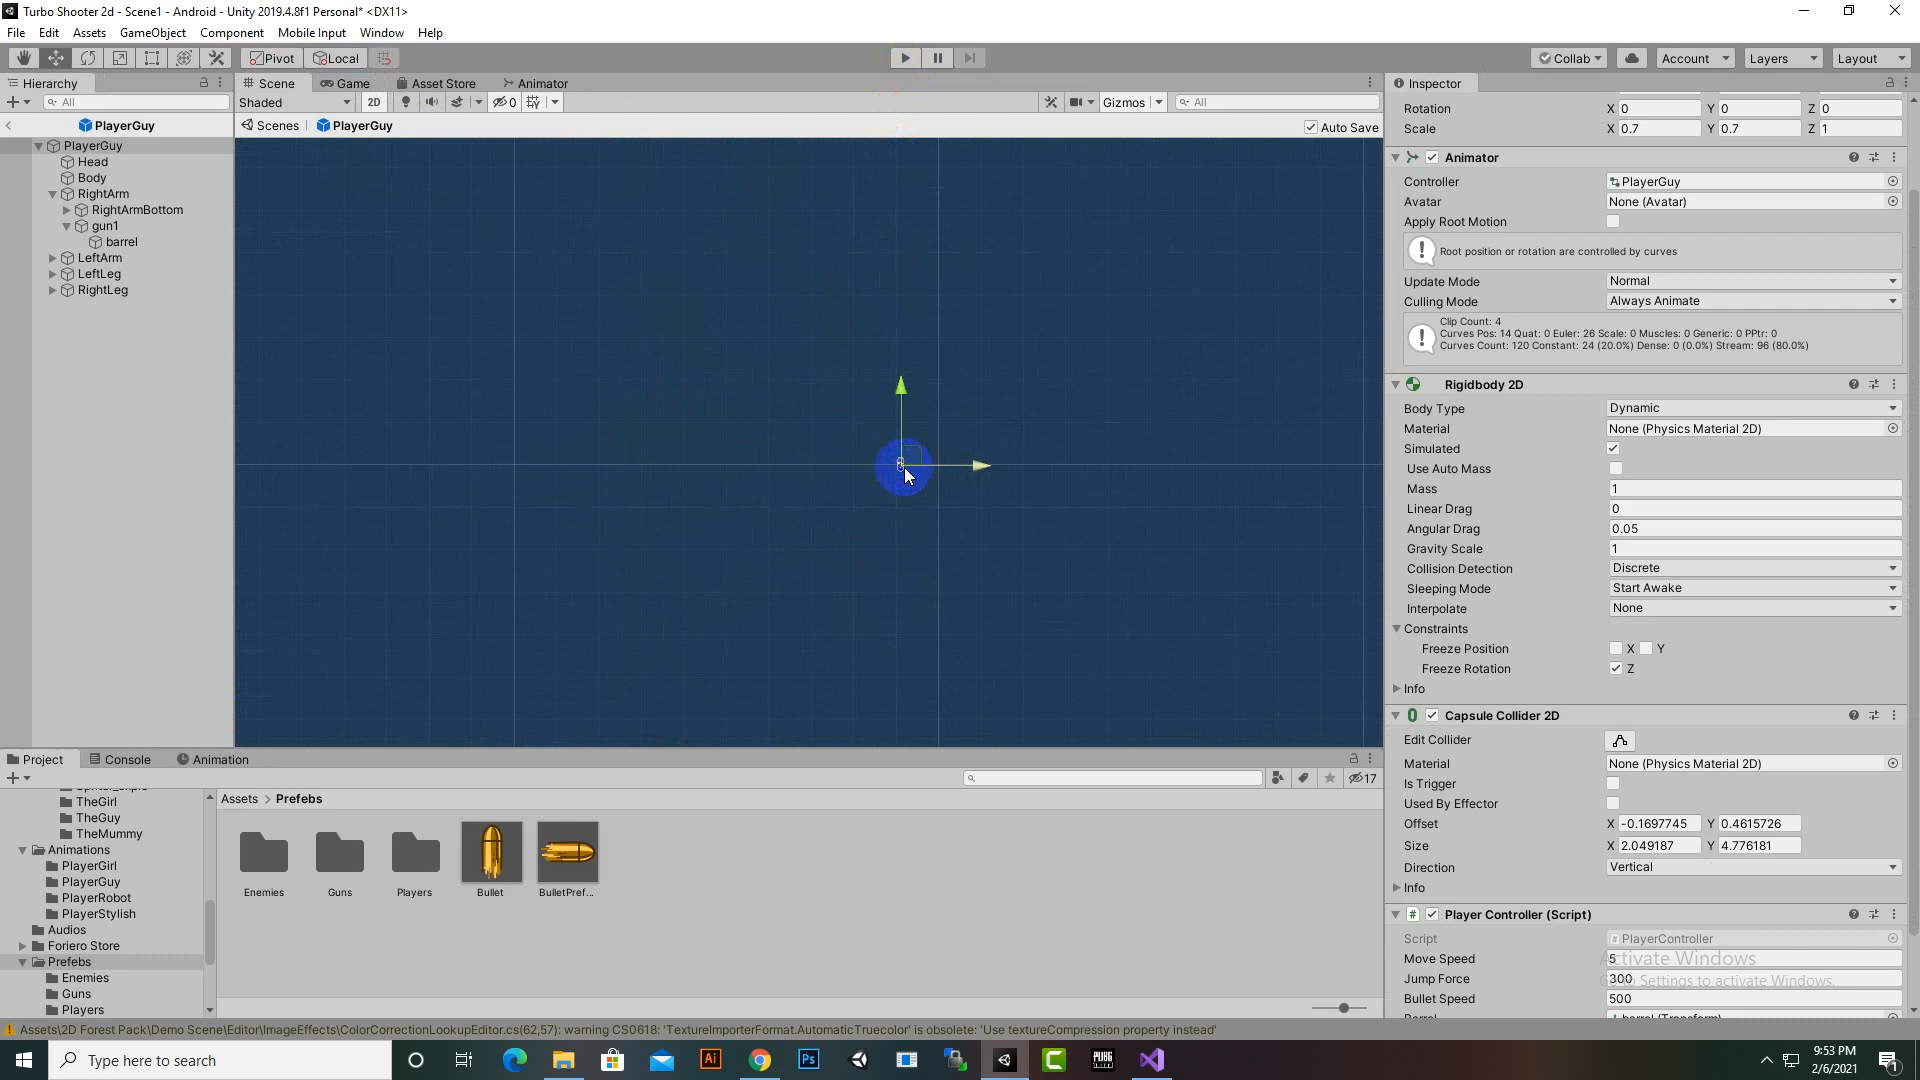 Turbo Shooter 2d - Scene1 - Android - Unity 2019.4.8f1 Personal* <DX11>
File Edit Assets GameObject Component Mobile Input Window Help
Pivot Local Collab Account Layers Layout
Hierarchy Scene Game Asset Store Animator Inspector
All Shaded 2D 0 Gizmos All
PlayerGuy Scenes PlayerGuy Auto Save
PlayerGuy
Head
Body
RightArm
RightArmBottom
gun1
barrel
LeftArm
LeftLeg
RightLeg
Rotation X 0 Y 0 Z 0
Scale X 0.7 Y 0.7 Z 1
Animator
Controller PlayerGuy
Avatar None (Avatar)
Apply Root Motion
Root position or rotation are controlled by curves
Update Mode Normal
Culling Mode Always Animate
Clip Count: 4
Curves Pos: 14 Quat: 0 Euler: 26 Scale: 0 Muscles: 0 Generic: 0 PPtr: 0
Curves Count: 120 Constant: 24 (20.0%) Dense: 0 (0.0%) Stream: 96 (80.0%)
Rigidbody 2D
Body Type Dynamic
Material None (Physics Material 2D)
Simulated
Use Auto Mass
Mass 1
Linear Drag 0
Angular Drag 0.05
Gravity Scale 1
Collision Detection Discrete
Sleeping Mode Start Awake
Interpolate None
Constraints
Freeze Position X Y
Freeze Rotation Z
Info
Capsule Collider 2D
Edit Collider
Material None (Physics Material 2D)
Is Trigger
Used By Effector
Offset X -0.1697745 Y 0.4615726
Size X 2.049187 Y 4.776181
Direction Vertical
Info
Player Controller (Script)
Script PlayerController
Move Speed 5
Jump Force 300
Bullet Speed 500
Activate Windows
Go to Settings to activate Windows.
Project Console Animation
17
TheGirl
TheGuy
TheMummy
Animations
PlayerGirl
PlayerGuy
PlayerRobot
PlayerStylish
Audios
Foriero Store
Prefebs
Enemies
Guns
Players
Assets > Prefebs
Enemies Guns Players Bullet BulletPref...
Assets\2D Forest Pack\Demo Scene\Editor\ImageEffects\ColorCorrectionLookupEditor.cs(62,57): warning CS0618: 'TextureImporterFormat.AutomaticTruecolor' is obsolete: 'Use textureCompression property instead'
Type here to search
Ai Ps PUBG
9:53 PM
2/6/2021
1